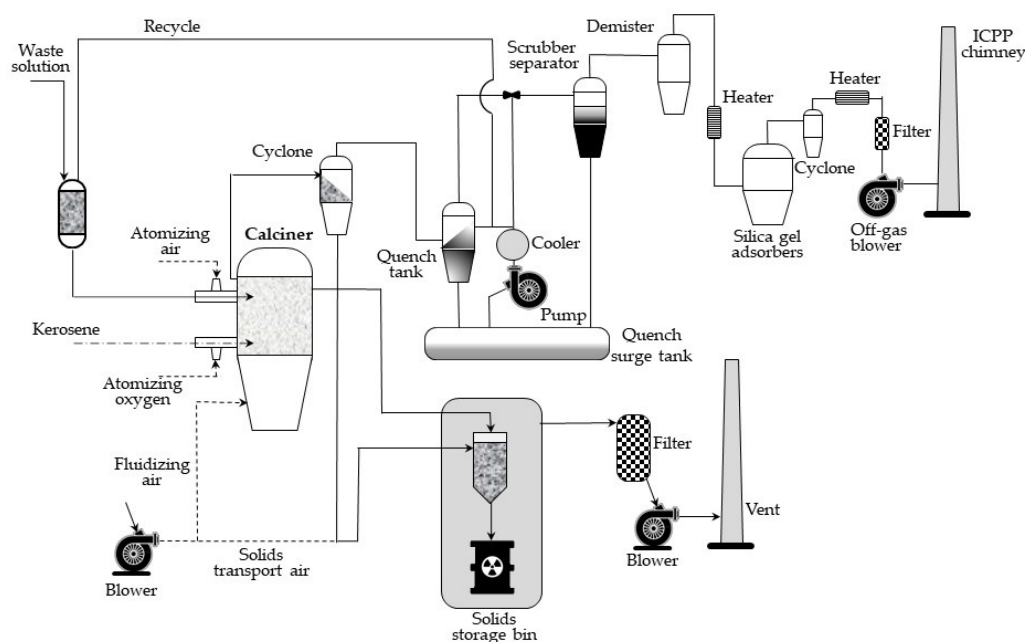 Recycle
Waste
solution
Scrubber
separator
Demister
ICPP
chimney
Heater
Heater
Filter
Cyclone
Cyclone
Silica gel
adsorbers
Off-gas
blower
Atomizing
air
Calciner
Quench
tank
Cooler
Pump
Quench
surge tank
Kerosene
Atomizing
oxygen
Fluidizing
air
Filter
Vent
Blower
Solids
transport air
Blower
Solids
storage bin